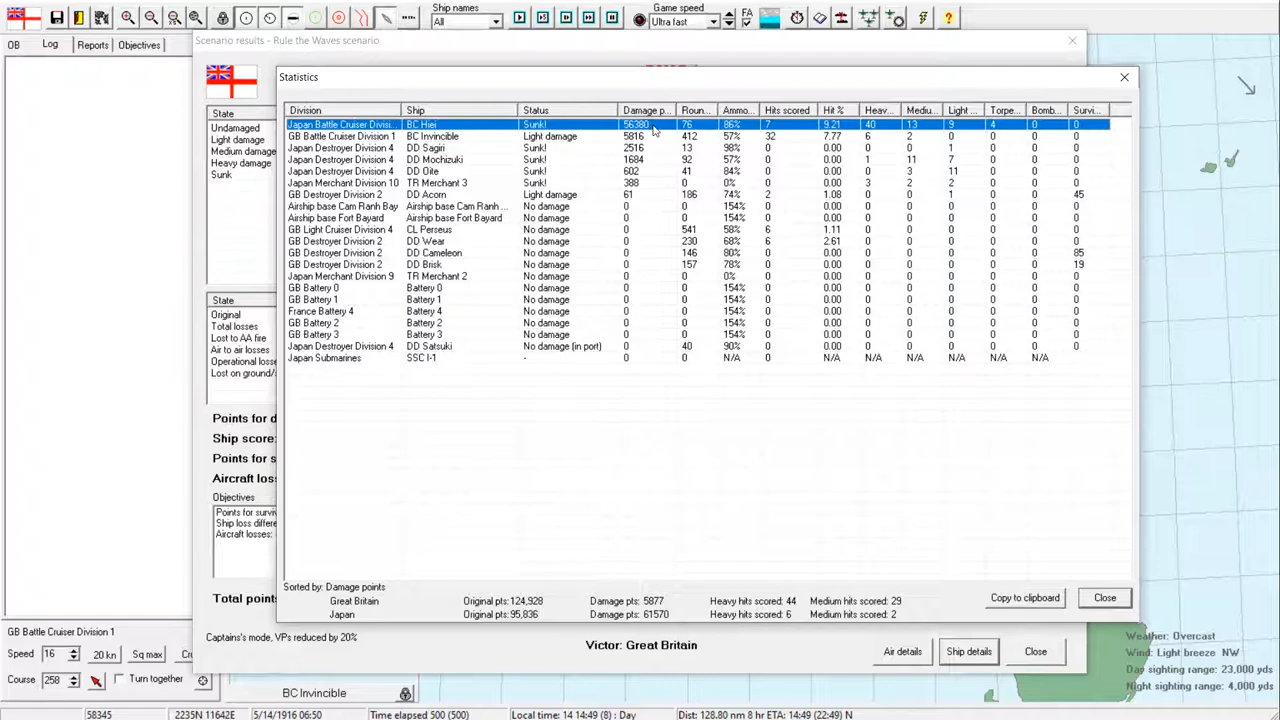 Ship names
All
Game speed
Ultra fast
FA
OB Log Reports Objectives
Scenario results - Rule the Waves scenario
Statistics
State
Undamaged
Light damage
Medium damage
Heavy damage
Sunk
Division Ship Status Damage p... Roun... Ammo... Hits scored Hit % Heav... Mediu... Light ... Torpe... Bomb... Survi...
Japan Battle Cruiser Divisi... BC Hiei Sunk! 56380 76 86% 7 9.21 40 13 9 4 0 0
GB Battle Cruiser Division 1 BC Invincible Light damage 5816 412 57% 32 7.77 6 2 0 0 0 0
Japan Destroyer Division 4 DD Sagiri Sunk! 2516 13 98% 0 0.00 0 0 1 0 0 0
Japan Destroyer Division 4 DD Mochizuki Sunk! 1684 92 57% 0 0.00 1 11 7 0 0 0
Japan Destroyer Division 4 DD Oite Sunk! 602 41 84% 0 0.00 0 3 11 0 0 0
Japan Merchant Division 10 TR Merchant 3 Sunk! 388 0 0% 0 0.00 3 2 2 0 0 0
GB Destroyer Division 2 DD Acorn Light damage 61 186 74% 2 1.08 0 0 1 0 0 45
Airship base Cam Ranh Bay Airship base Cam Ranh ... No damage 0 0 154% 0 0.00 0 0 0 0 0 0
Airship base Fort Bayard Airship base Fort Bayard No damage 0 0 154% 0 0.00 0 0 0 0 0 0
GB Light Cruiser Division 4 CL Perseus No damage 0 541 58% 6 1.11 0 0 0 0 0 0
GB Destroyer Division 2 DD Wear No damage 0 230 68% 6 2.61 0 0 0 0 0 0
GB Destroyer Division 2 DD Cameleon No damage 0 146 80% 0 0.00 0 0 0 0 0 85
GB Destroyer Division 2 DD Brisk No damage 0 157 78% 0 0.00 0 0 0 0 0 19
Japan Merchant Division 9 TR Merchant 2 No damage 0 0 0% 0 0.00 0 0 0 0 0 0
GB Battery 0 Battery 0 No damage 0 0 154% 0 0.00 0 0 0 0 0 0
GB Battery 1 Battery 1 No damage 0 0 154% 0 0.00 0 0 0 0 0 0
France Battery 4 Battery 4 No damage 0 0 154% 0 0.00 0 0 0 0 0 0
GB Battery 2 Battery 2 No damage 0 0 154% 0 0.00 0 0 0 0 0 0
GB Battery 3 Battery 3 No damage 0 0 154% 0 0.00 0 0 0 0 0 0
Japan Destroyer Division 4 DD Satsuki No damage (in port) 0 40 90% 0 0.00 0 0 0 0 0 0
Japan Submarines SSC I-1 - 0 0 N/A 0 N/A N/A N/A N/A N/A N/A
State
Original
Total losses
Lost to AA fire
Air to air losses
Operational losse
Lost on ground/s
Points for d
Ship score:
Points for s
Aircraft los
Objectives
Points for surviv
Ship loss differe
Aircraft losses:
Total point
Sorted by: Damage points
Great Britain Original pts: 124,928 Damage pts: 5877 Heavy hits scored: 44 Medium hits scored: 29
Japan Original pts: 95,836 Damage pts: 61570 Heavy hits scored: 6 Medium hits scored: 2
Copy to clipboard Close
Captains's mode, VPs reduced by 20%
Victor: Great Britain
Air details Ship details Close
GB Battle Cruiser Division 1
Speed 16 20 kn Sq max Cru
Course 258 Turn together
BC Invincible
Weather: Overcast
Wind: Light breeze NW
Day sighting range: 23,000 yds
Night sighting range: 4,000 yds
58345 2235N 11642E 5/14/1916 06:50 Time elapsed 500 (500) Local time: 14 14:49 (8) : Day Dist: 128.80 nm 8 hr ETA: 14:49 (22:49) N